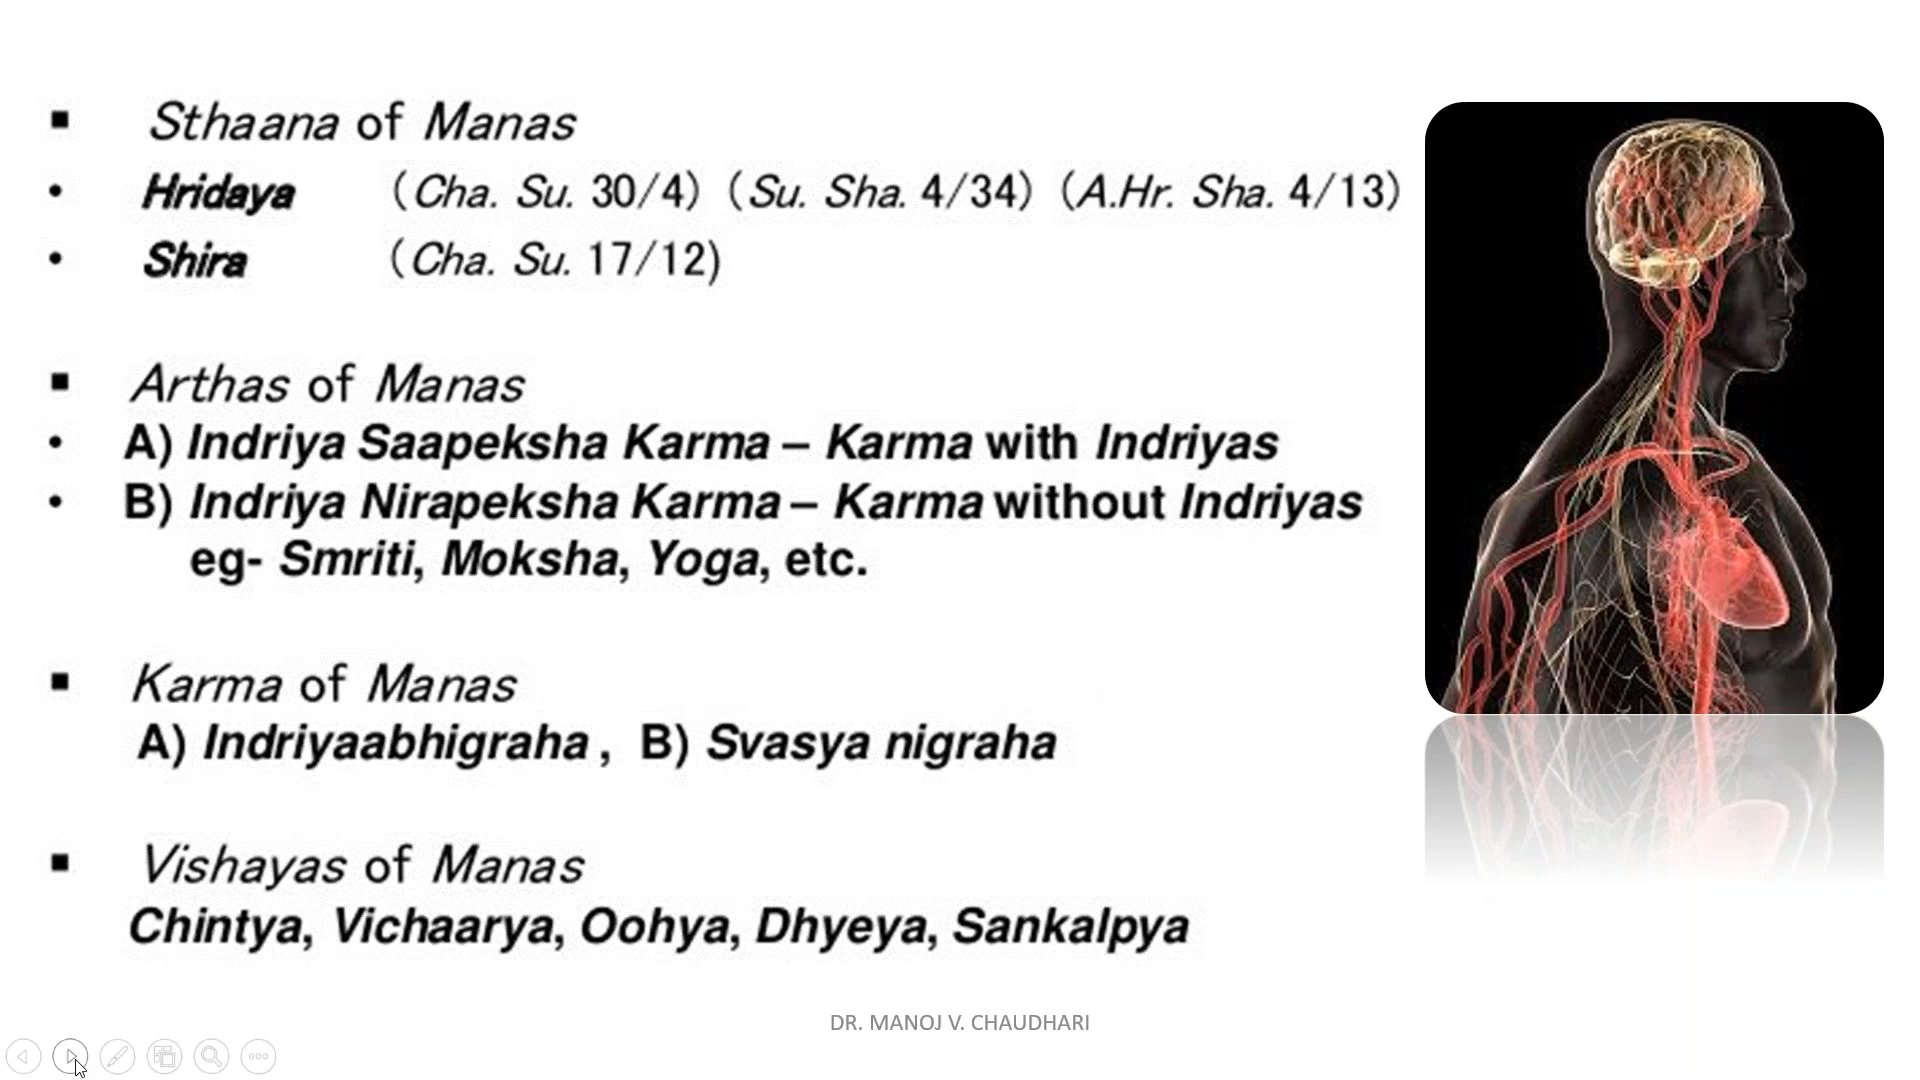 ▪ Sthaana of Manas
• Hridaya (Cha. Su. 30/4) (Su. Sha. 4/34) (A.Hr. Sha. 4/13)
• Shira (Cha. Su. 17/12)
▪ Arthas of Manas
• A) Indriya Saapeksha Karma – Karma with Indriyas
• B) Indriya Nirapeksha Karma – Karma without Indriyas
eg- Smriti, Moksha, Yoga, etc.
▪ Karma of Manas
A) Indriyaabhigraha , B) Svasya nigraha
▪ Vishayas of Manas
Chintya, Vichaarya, Oohya, Dhyeya, Sankalpya
DR. MANOJ V. CHAUDHARI